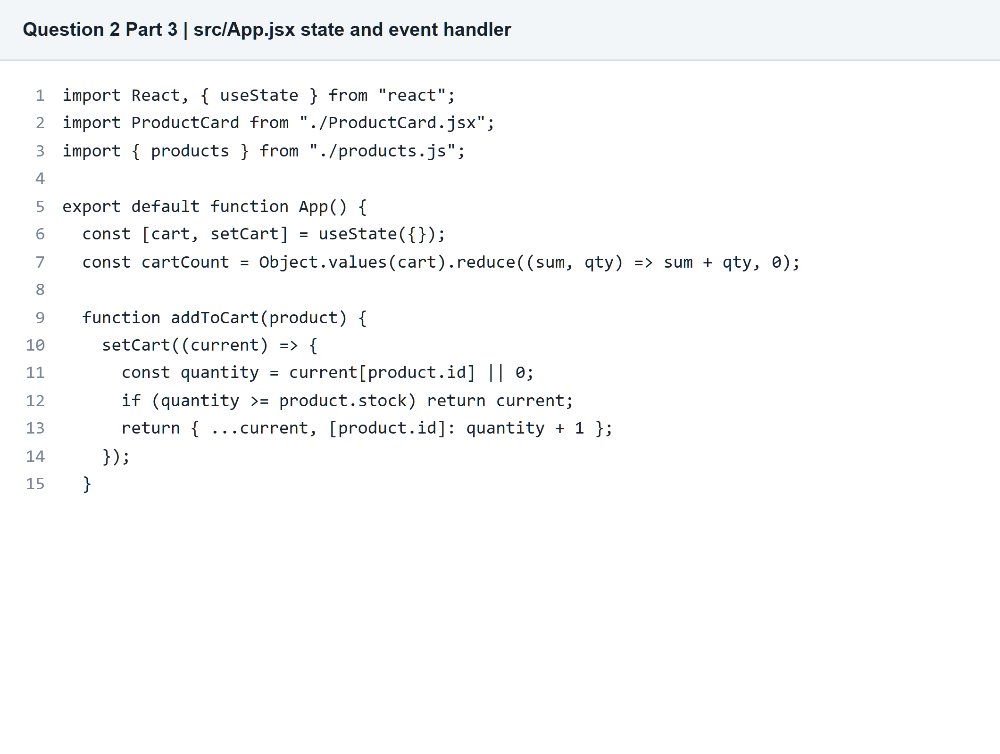 Question 2 Part 3 | src/App.jsx state and event handler
1 import React, { useState } from "react";
2 import ProductCard from "./ProductCard.jsx";
3 import { products } from "./products.js";
4
5 export default function App() {
6   const [cart, setCart] = useState({});
7   const cartCount = Object.values(cart).reduce((sum, qty) => sum + qty, 0);
8
9   function addToCart(product) {
10     setCart((current) => {
11       const quantity = current[product.id] || 0;
12       if (quantity >= product.stock) return current;
13       return { ...current, [product.id]: quantity + 1 };
14     });
15   }